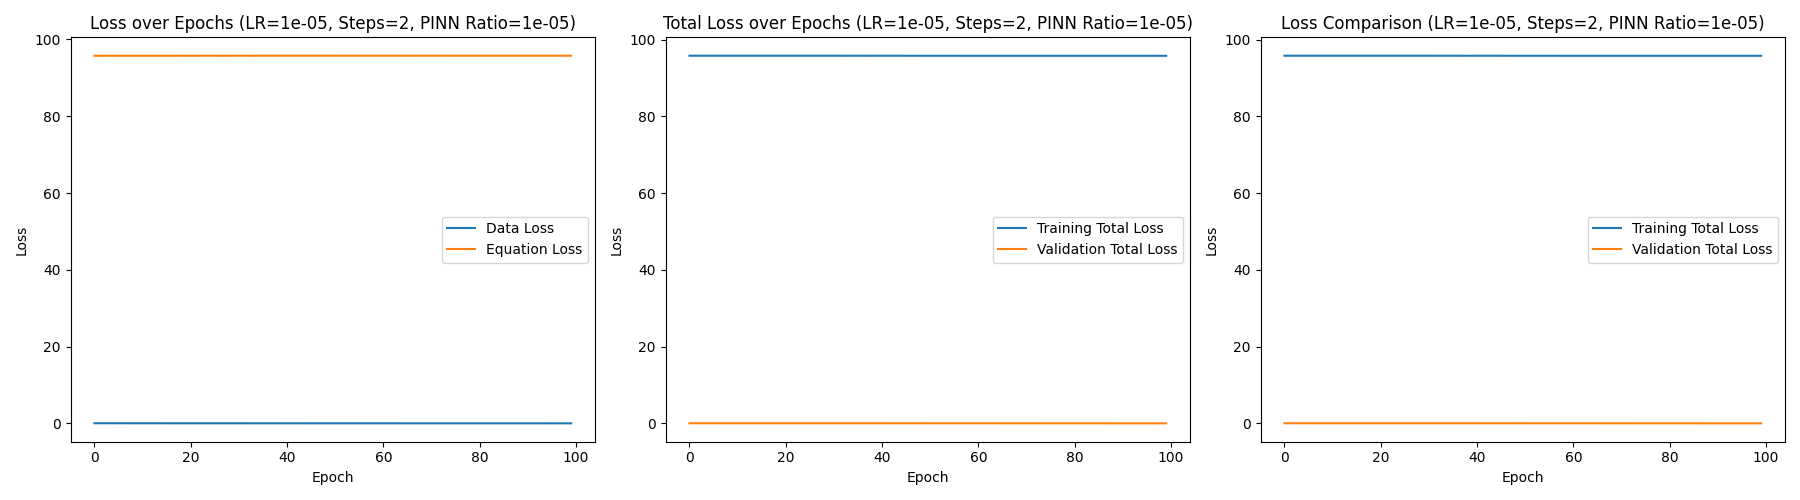 Loss over Epochs (LR=1e-05, Steps=2, PINN Ratio=1e-05)
100
80
60
40
20
0
Loss
Data Loss
Equation Loss
0 20 40 60 80 100
Epoch
Total Loss over Epochs (LR=1e-05, Steps=2, PINN Ratio=1e-05)
100
80
60
40
20
0
Loss
Training Total Loss
Validation Total Loss
0 20 40 60 80 100
Epoch
Loss Comparison (LR=1e-05, Steps=2, PINN Ratio=1e-05)
100
80
60
40
20
0
Loss
Training Total Loss
Validation Total Loss
0 20 40 60 80 100
Epoch